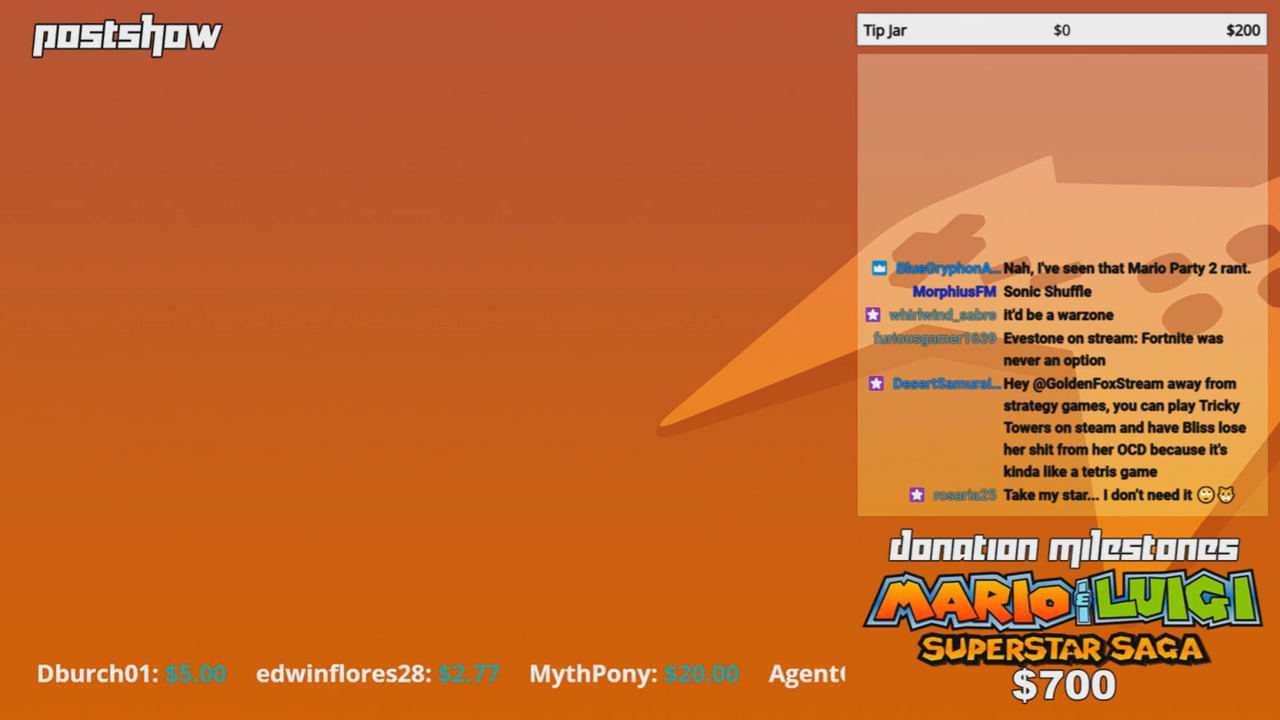 postshow
Tip Jar $0 $200
BlueGryphonA... Nah, I've seen that Mario Party 2 rant.
MorphiusFM Sonic Shuffle
whirlwind_sabre it'd be a warzone
furiousgamer1639 Evestone on stream: Fortnite was
never an option
DesertSamurai... Hey @GoldenFoxStream away from
strategy games, you can play Tricky
Towers on steam and have Bliss lose
her shit from her OCD because it's
kinda like a tetris game
rosaria25 Take my star... I don't need it 🙄🐱
donation milestones
MARIO & LUIGI
SUPERSTAR SAGA
$700
Dburch01: $5.00 edwinflores28: $2.77 MythPony: $20.00 Agent